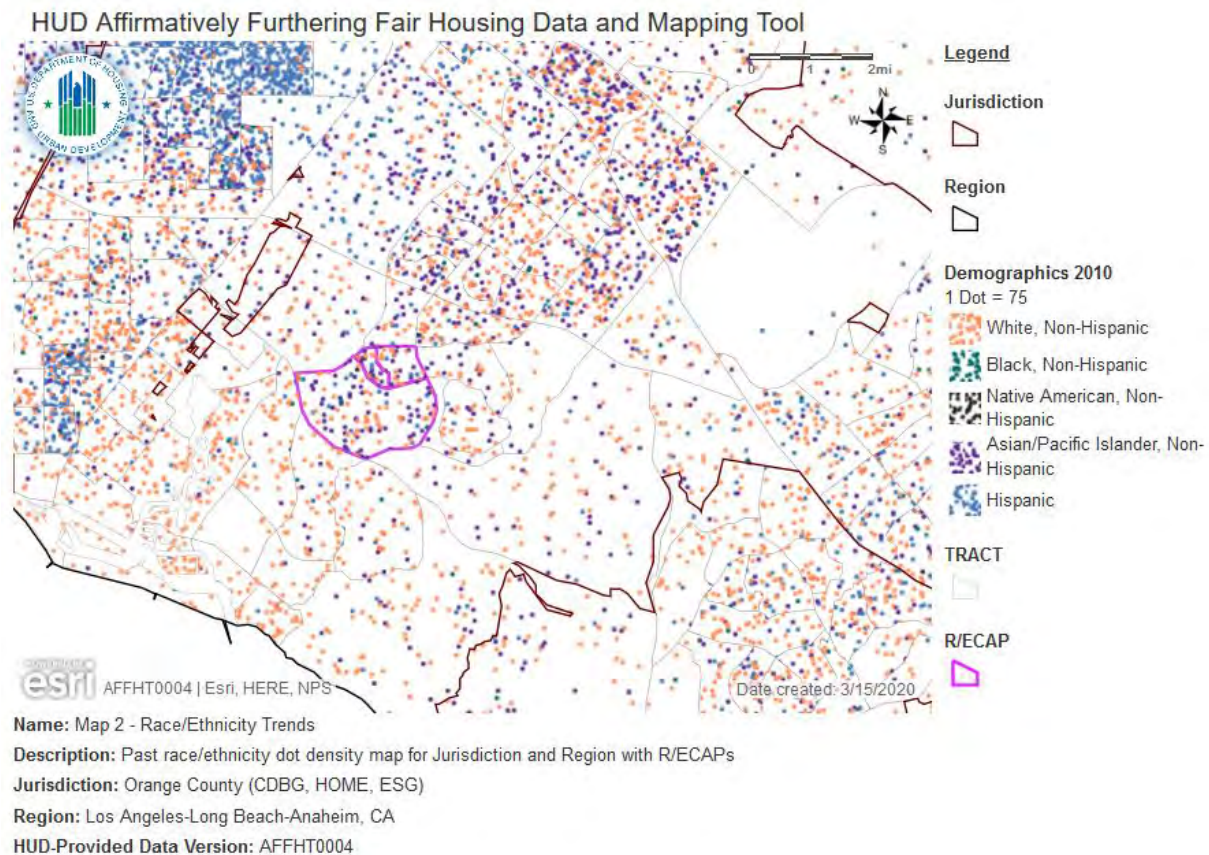 HUD Affirmatively Furthering Fair Housing Data and Mapping Tool
U.S. DEPARTMENT OF HOUSING AND URBAN DEVELOPMENT
0 1 2mi
N
W E
S
Legend
Jurisdiction
Region
Demographics 2010
1 Dot = 75
White, Non-Hispanic
Black, Non-Hispanic
Native American, Non-
Hispanic
Asian/Pacific Islander, Non-
Hispanic
Hispanic
TRACT
R/ECAP
esri AFFHT0004 | Esri, HERE, NPS
Date created: 3/15/2020
Name: Map 2 - Race/Ethnicity Trends
Description: Past race/ethnicity dot density map for Jurisdiction and Region with R/ECAPs
Jurisdiction: Orange County (CDBG, HOME, ESG)
Region: Los Angeles-Long Beach-Anaheim, CA
HUD-Provided Data Version: AFFHT0004